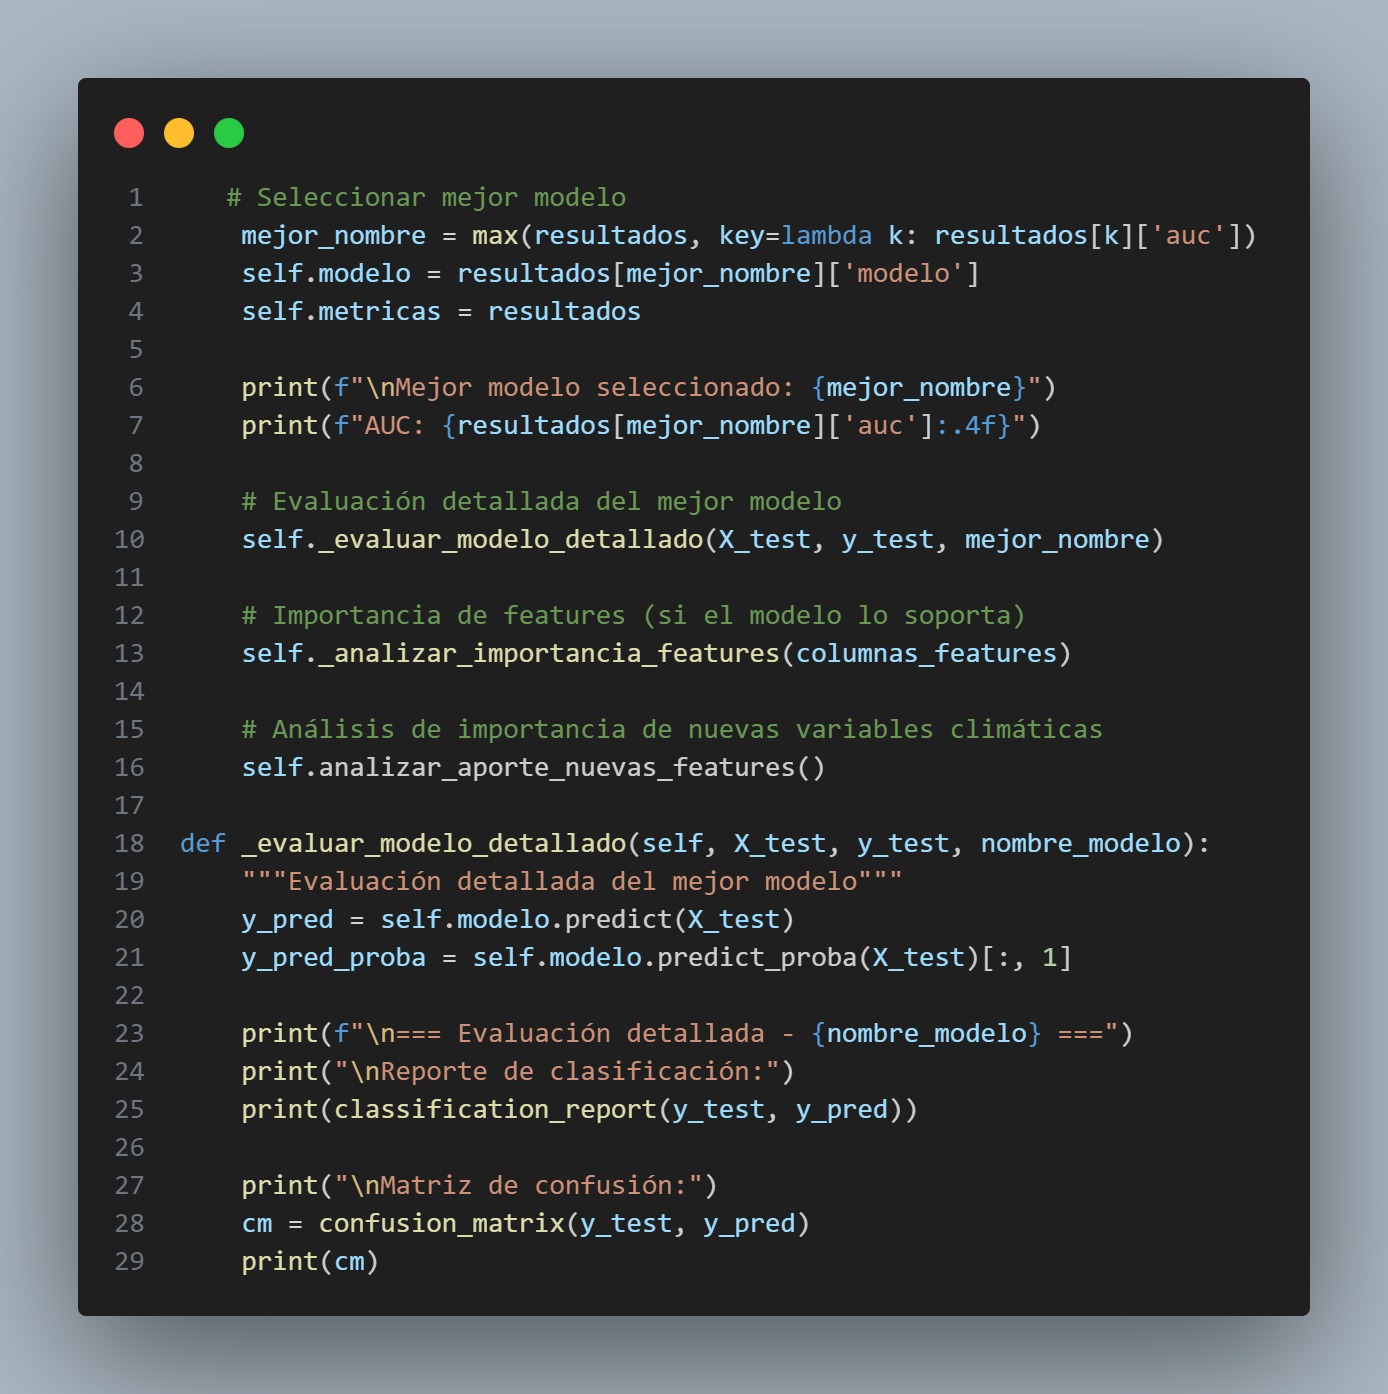 1 # Seleccionar mejor modelo
2 mejor_nombre = max(resultados, key=lambda k: resultados[k]['auc'])
3 self.modelo = resultados[mejor_nombre]['modelo']
4 self.metricas = resultados
5
6 print(f"\nMejor modelo seleccionado: {mejor_nombre}")
7 print(f"AUC: {resultados[mejor_nombre]['auc']:.4f}")
8
9 # Evaluación detallada del mejor modelo
10 self._evaluar_modelo_detallado(X_test, y_test, mejor_nombre)
11
12 # Importancia de features (si el modelo lo soporta)
13 self._analizar_importancia_features(columnas_features)
14
15 # Análisis de importancia de nuevas variables climáticas
16 self.analizar_aporte_nuevas_features()
17
18 def _evaluar_modelo_detallado(self, X_test, y_test, nombre_modelo):
19 """Evaluación detallada del mejor modelo"""
20 y_pred = self.modelo.predict(X_test)
21 y_pred_proba = self.modelo.predict_proba(X_test)[:, 1]
22
23 print(f"\n=== Evaluación detallada - {nombre_modelo} ===")
24 print("\nReporte de clasificación:")
25 print(classification_report(y_test, y_pred))
26
27 print("\nMatriz de confusión:")
28 cm = confusion_matrix(y_test, y_pred)
29 print(cm)